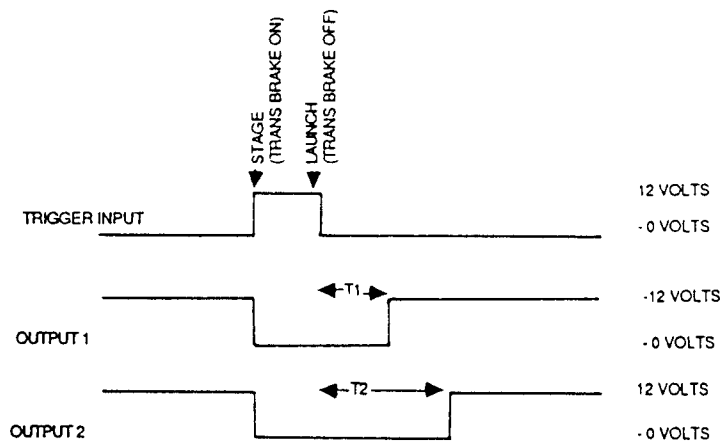 STAGE
(TRANS BRAKE ON)
LAUNCH
(TRANS BRAKE OFF)
12 VOLTS
TRIGGER INPUT
- 0 VOLTS
T1
-12 VOLTS
OUTPUT 1
- 0 VOLTS
T2
12 VOLTS
OUTPUT 2
- 0 VOLTS